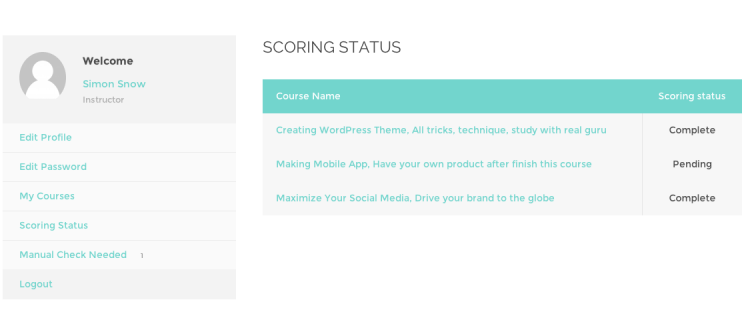 Welcome
Simon Snow
Instructor
Edit Profile
Edit Password
My Courses
Scoring Status
Manual Check Needed 1
Logout
SCORING STATUS
Course Name Scoring status
Creating WordPress Theme, All tricks, technique, study with real guru Complete
Making Mobile App, Have your own product after finish this course Pending
Maximize Your Social Media, Drive your brand to the globe Complete